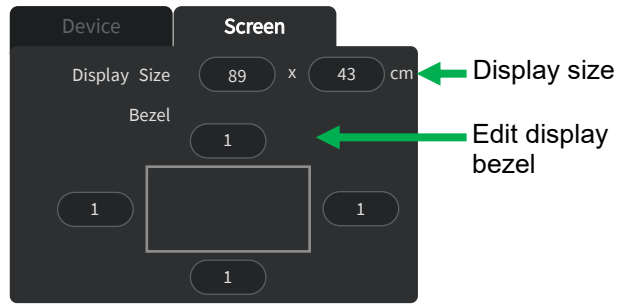 Device Screen
Display Size 89 x 43 cm
Display size
Bezel
1
Edit display
bezel
1
1
1